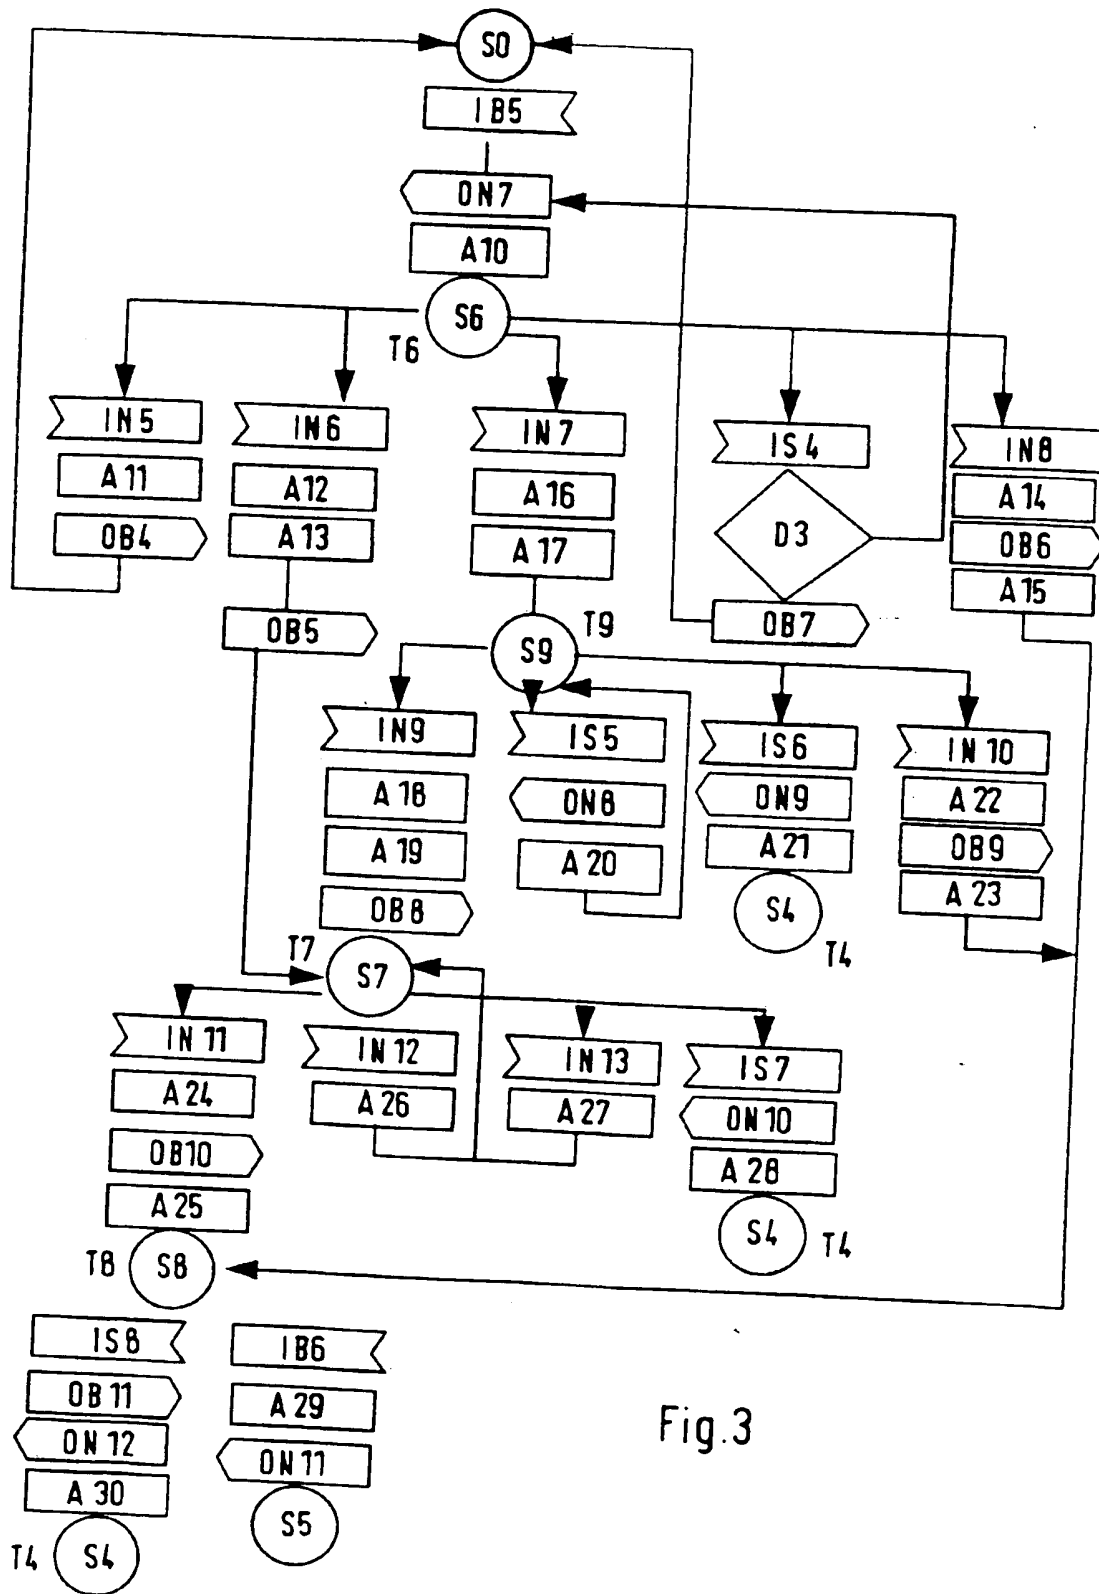 S0
IB5
ON7
A10
S6
T6
IN5
IN6
IN7
IS4
IN8
A11
A12
A16
D3
A14
OB4
A13
A17
OB6
A15
OB5
T9
OB7
S9
IN9
IS5
IS6
IN10
A18
ON8
ON9
A22
A19
A20
A21
OB9
OB8
S4
A23
T7
S7
T4
IN11
IN12
IN13
IS7
A24
A26
A27
ON10
OB10
A28
A25
S4
T4
T8
S8
IS8
IB6
OB11
A29
ON12
ON11
A30
S5
T4
S4
Fig.3